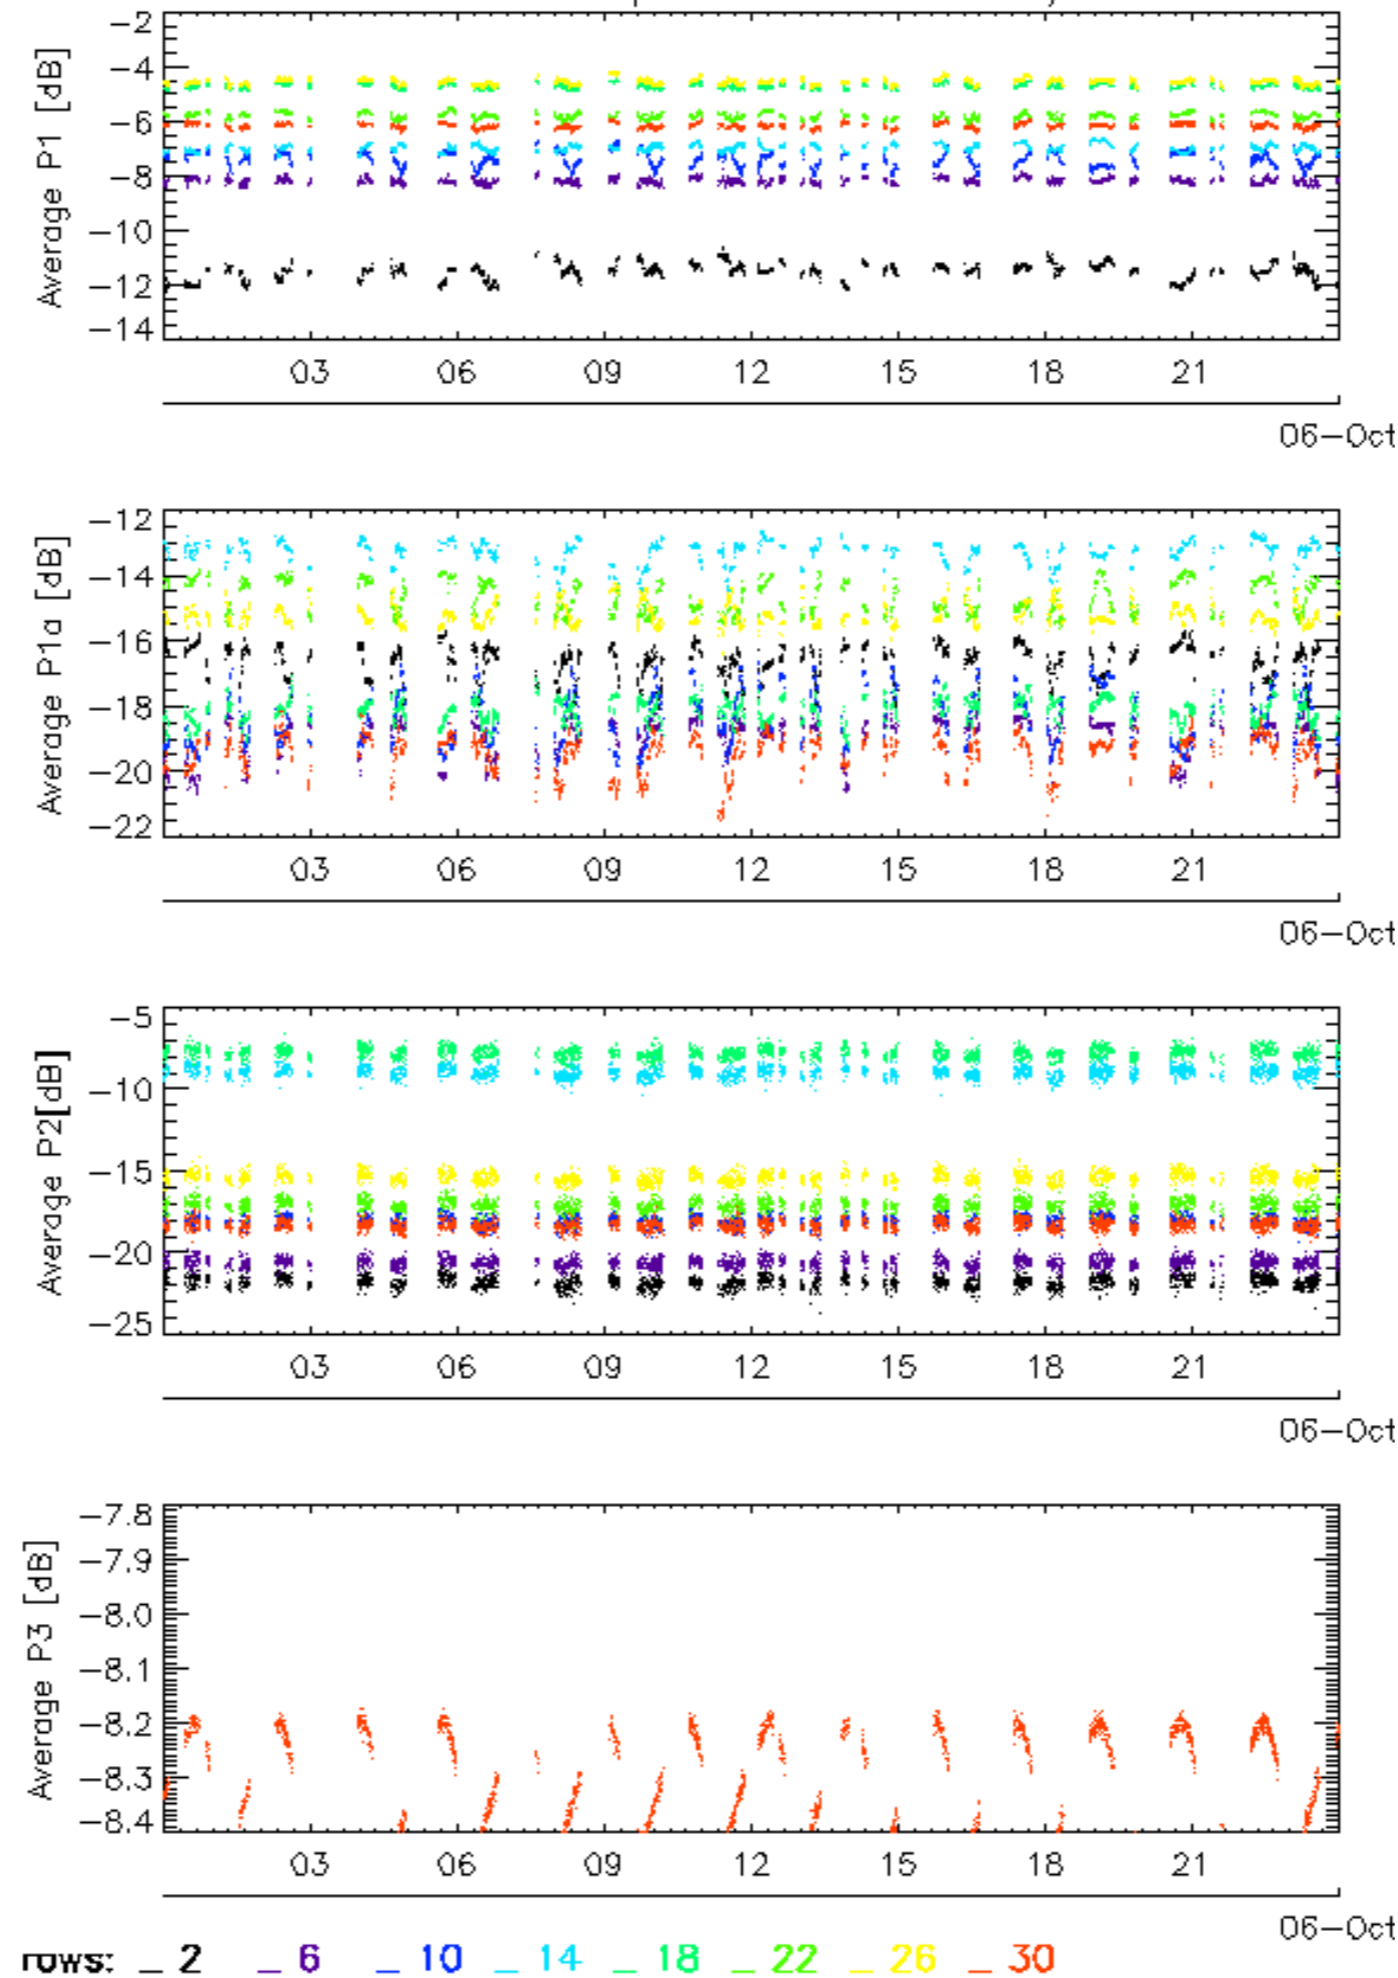 Average P1 [dB]
−2
−4
−6
−8
−10
−12
−14
03 06 09 12 15 18 21
06−Oct
Average P1a [dB]
−12
−14
−16
−18
−20
−22
03 06 09 12 15 18 21
06−Oct
Average P2[dB]
−5
−10
−15
−20
−25
03 06 09 12 15 18 21
06−Oct
Average P3 [dB]
−7.8
−7.9
−8.0
−8.1
−8.2
−8.3
−8.4
03 06 09 12 15 18 21
06−Oct
rows: _ 2 _ 6 _ 10 _ 14 _ 18 _ 22 _ 26 _ 30